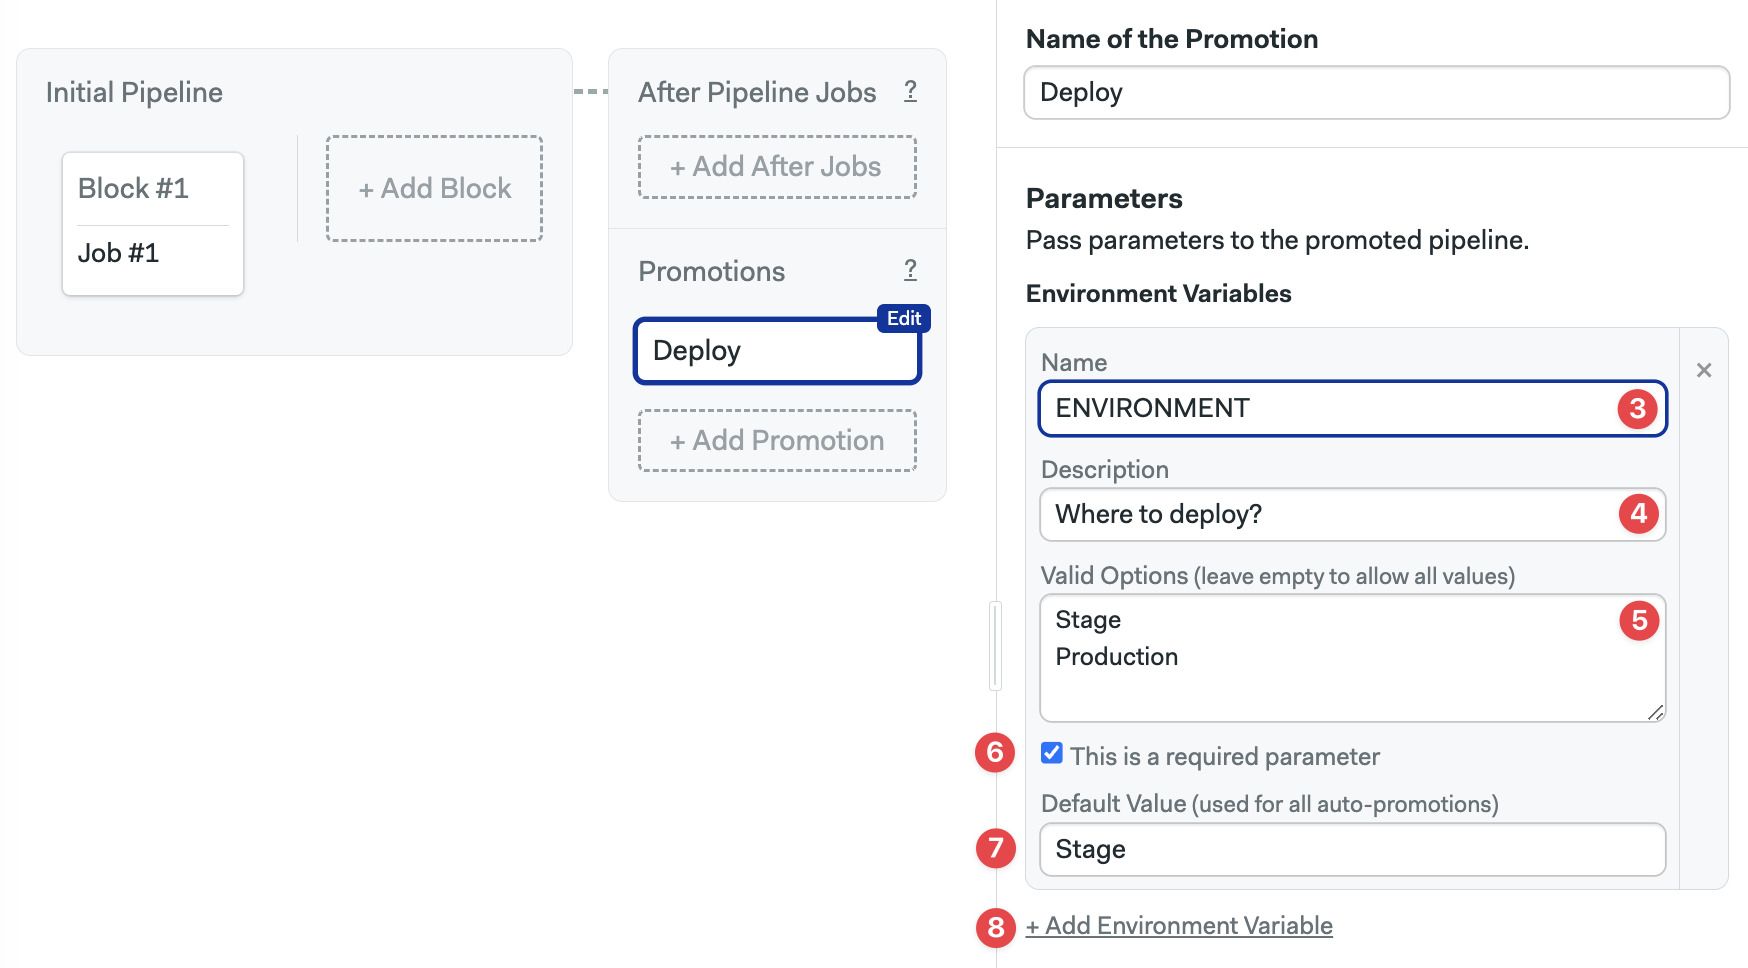 Initial Pipeline
Block #1
Job #1
+ Add Block
After Pipeline Jobs ?
+ Add After Jobs
Promotions ?
Edit
Deploy
+ Add Promotion
Name of the Promotion
Deploy
Parameters
Pass parameters to the promoted pipeline.
Environment Variables
Name
×
ENVIRONMENT 3
Description
Where to deploy? 4
Valid Options (leave empty to allow all values)
Stage 5
Production
6 This is a required parameter
Default Value (used for all auto-promotions)
7 Stage
8 + Add Environment Variable